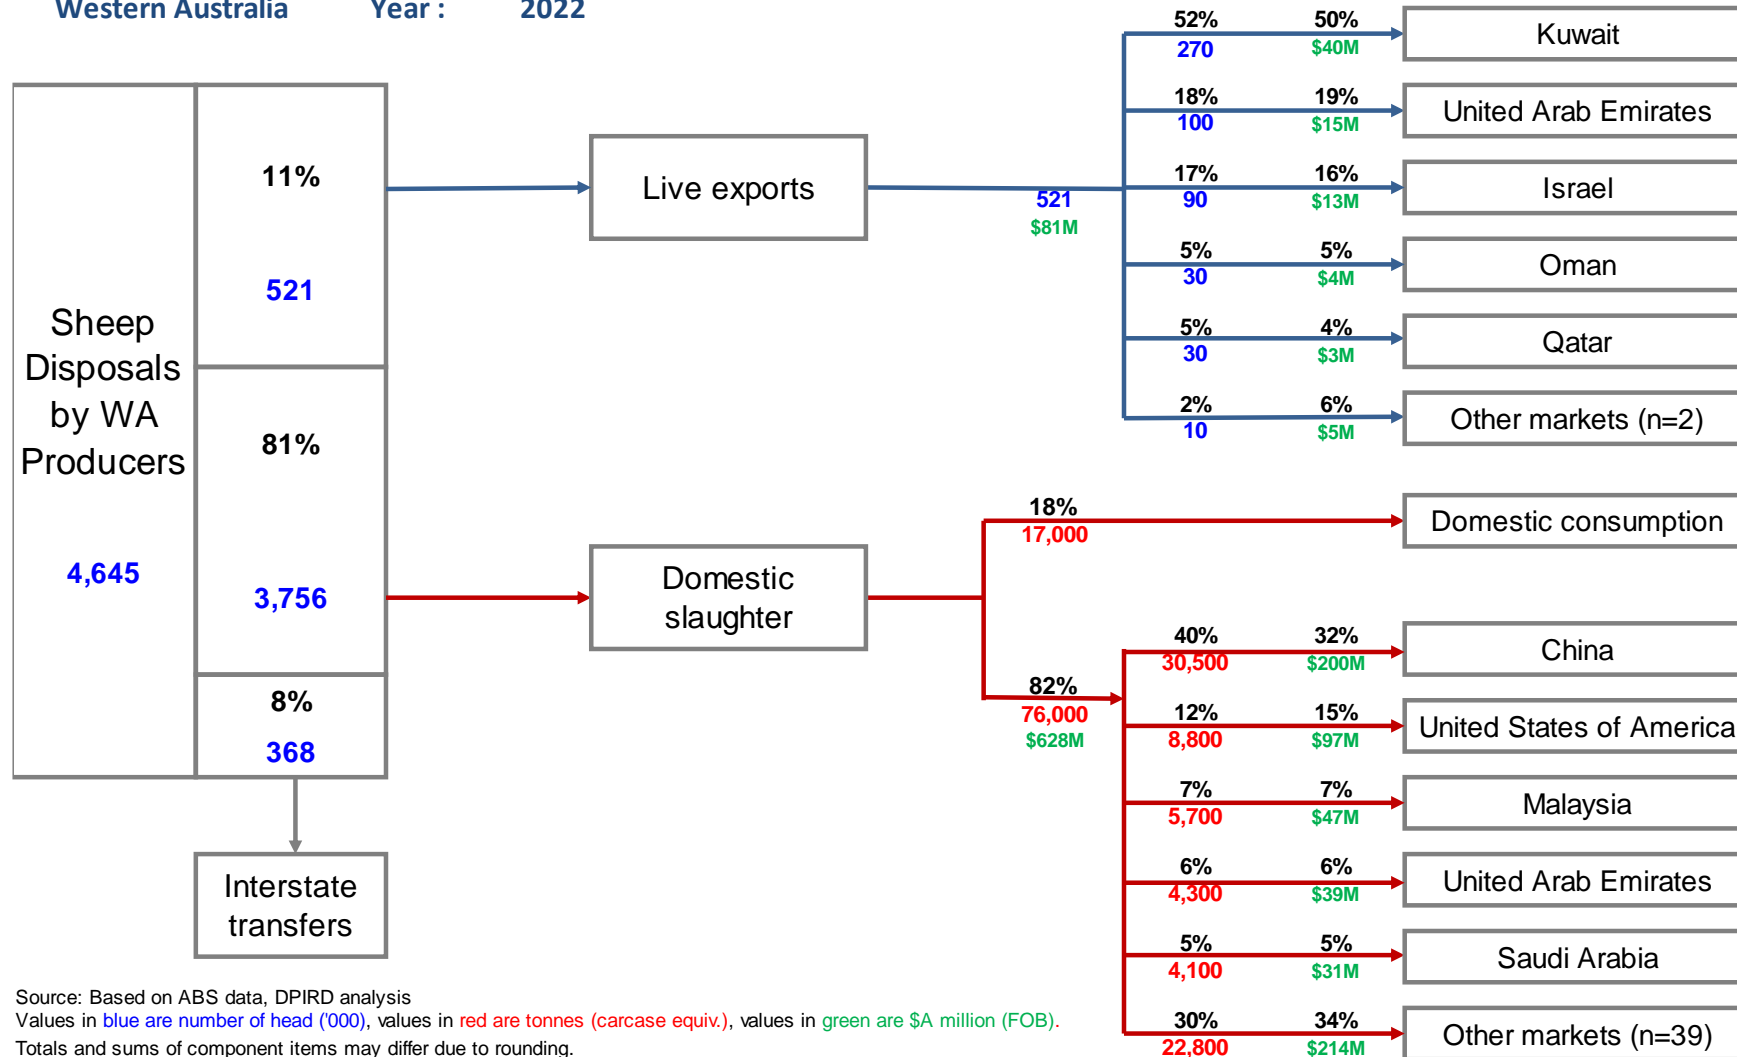 Western Australia Year : 2022
Sheep
Disposals
by WA
Producers
4,645
11%
521
81%
3,756
8%
368
Interstate
transfers
Live exports
521
$81M
52% 50%
270 $40M
Kuwait
18% 19%
100 $15M
United Arab Emirates
17% 16%
90 $13M
Israel
5% 5%
30 $4M
Oman
5% 4%
30 $3M
Qatar
2% 6%
10 $5M
Other markets (n=2)
Domestic
slaughter
18%
17,000
Domestic consumption
82%
76,000
$628M
40% 32%
30,500 $200M
China
12% 15%
8,800 $97M
United States of America
7% 7%
5,700 $47M
Malaysia
6% 6%
4,300 $39M
United Arab Emirates
5% 5%
4,100 $31M
Saudi Arabia
30% 34%
22,800 $214M
Other markets (n=39)
Source: Based on ABS data, DPIRD analysis
Values in blue are number of head ('000), values in red are tonnes (carcase equiv.), values in green are $A million (FOB).
Totals and sums of component items may differ due to rounding.